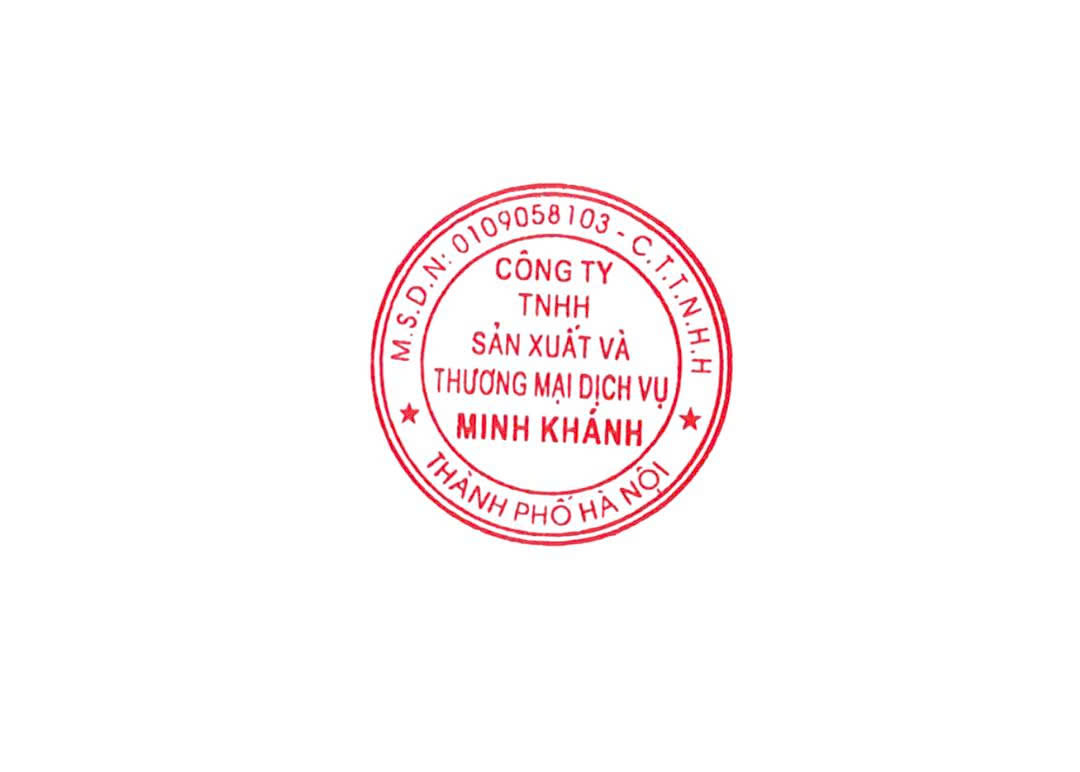 M.S.D.N: 0109058103 - C.T.T.N.H.H
CÔNG TY
TNHH
SẢN XUẤT VÀ
THƯƠNG MẠI DỊCH VỤ
MINH KHÁNH
THÀNH PHỐ HÀ NỘI